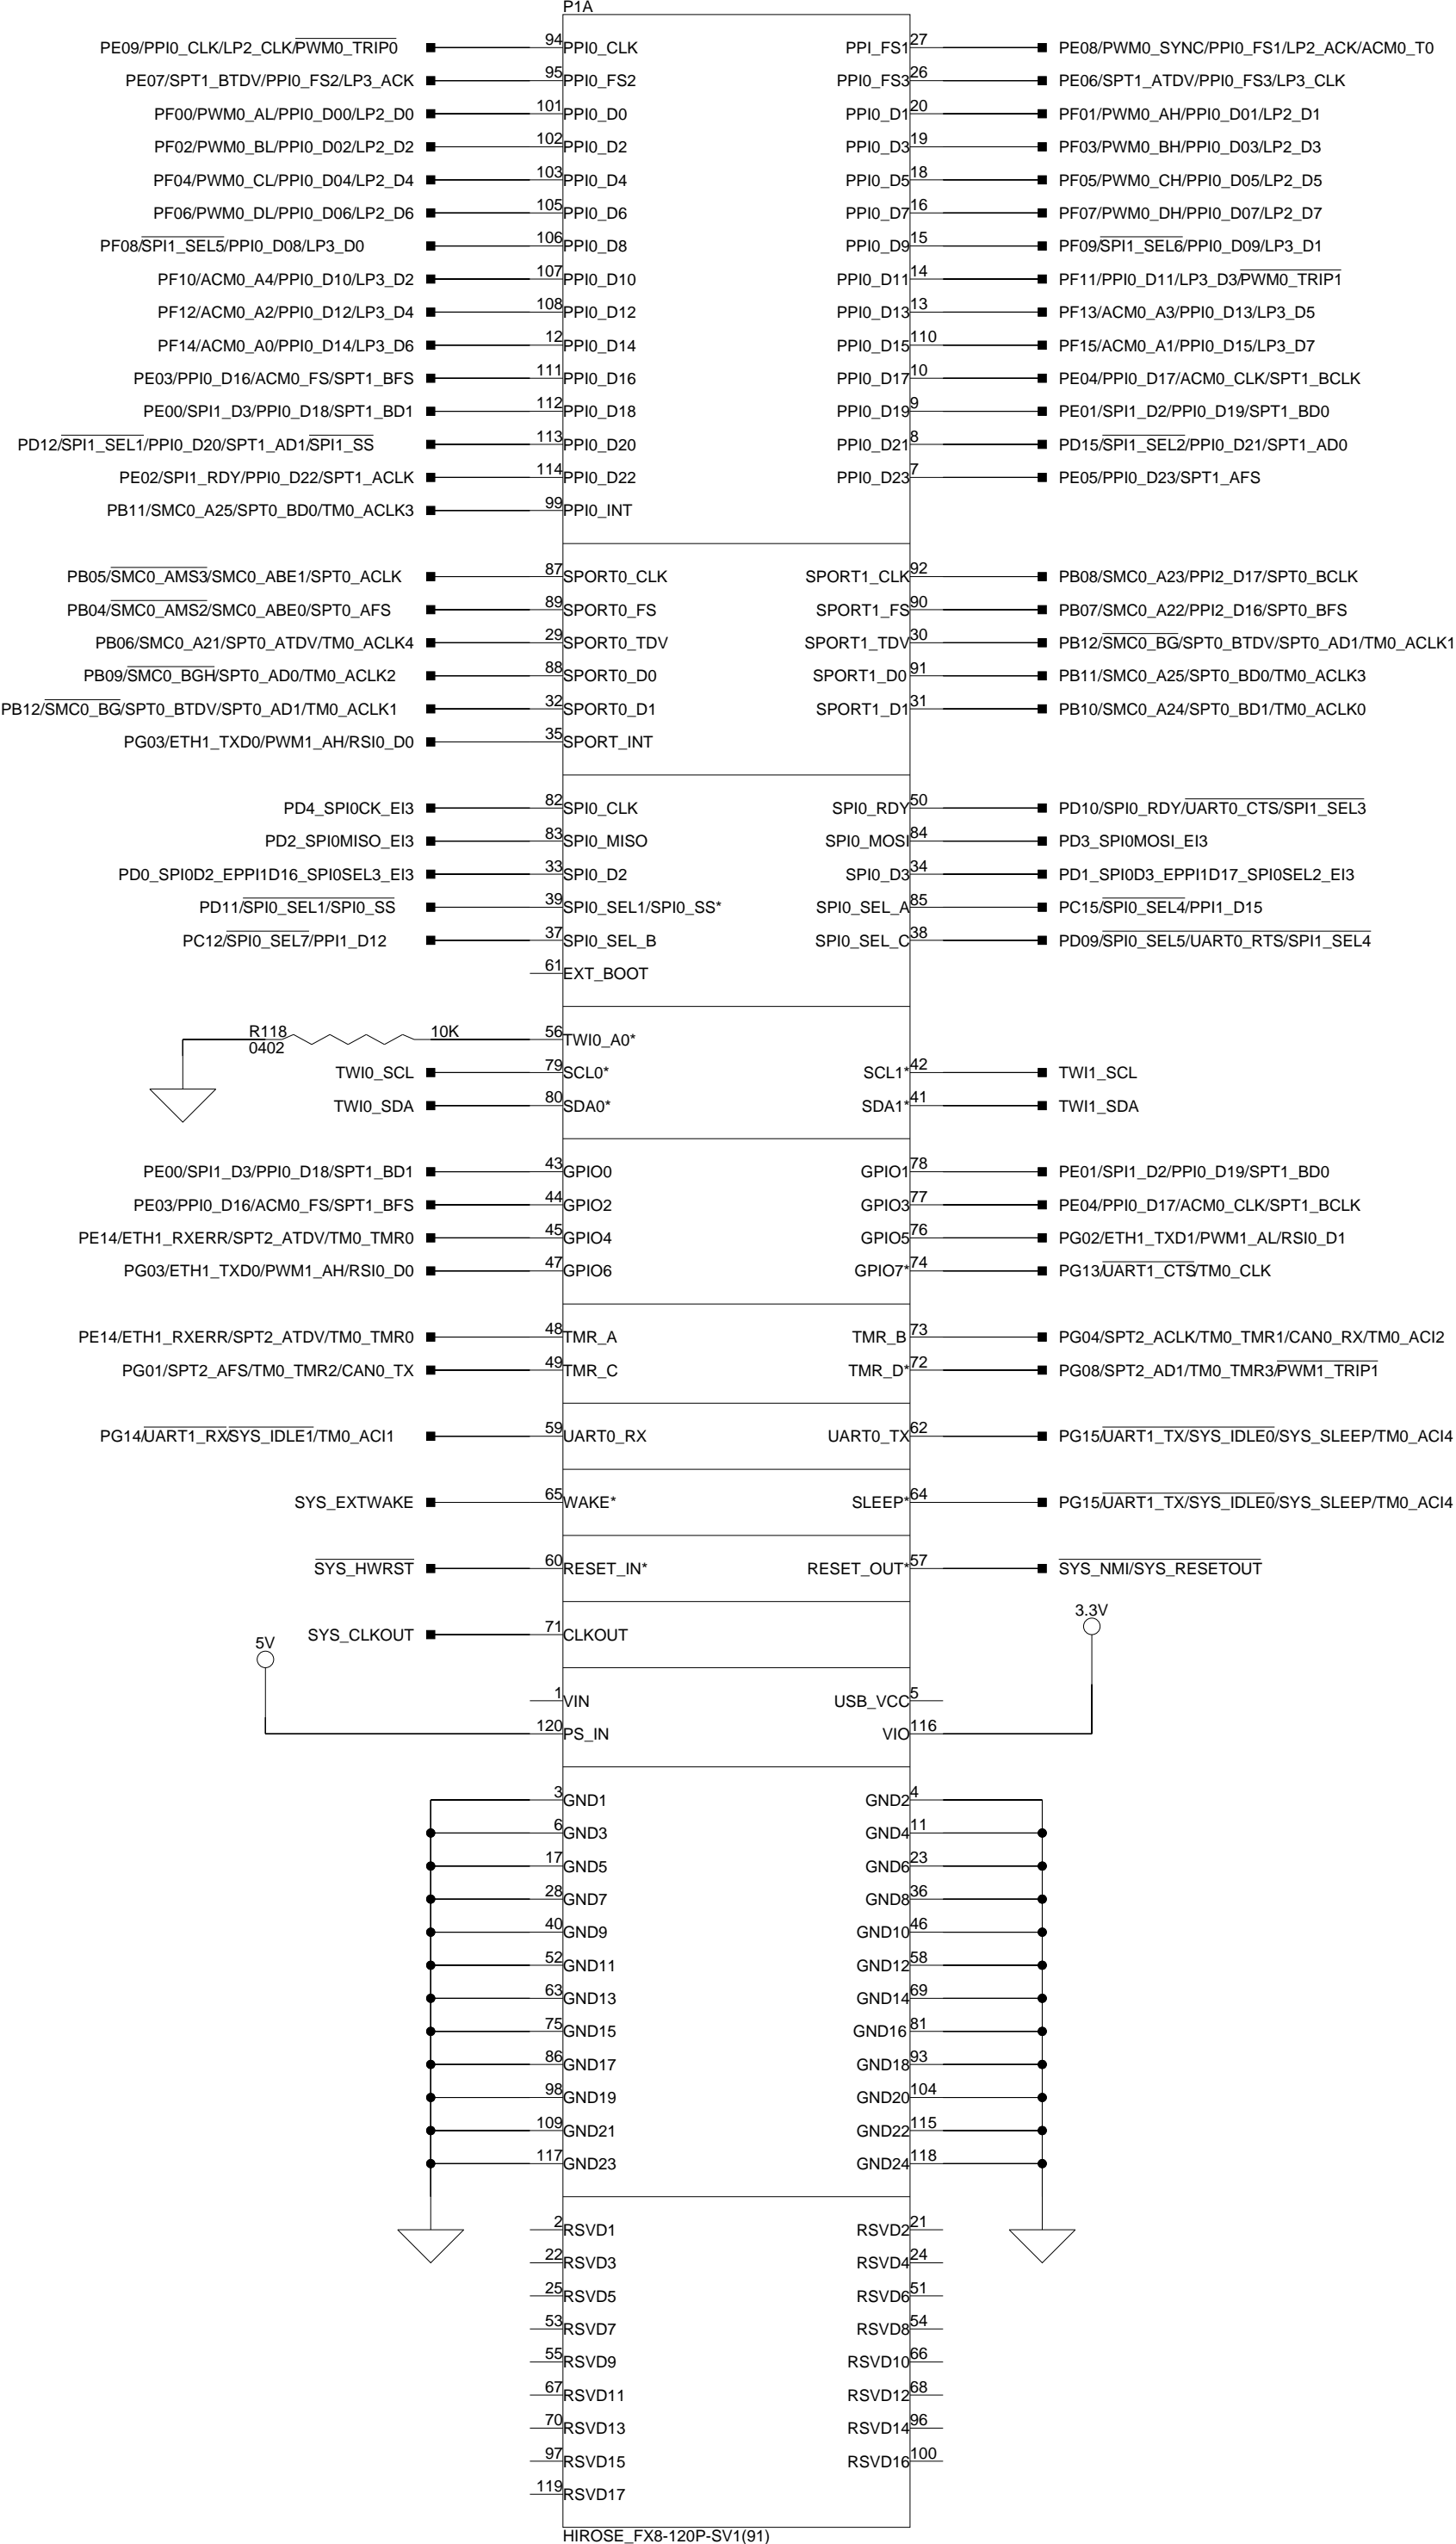 P1A
PE09/PPI0_CLK/LP2_CLK/PWM0_TRIP0 94 PPI0_CLK PPI_FS1 27 PE08/PWM0_SYNC/PPI0_FS1/LP2_ACK/ACM0_T0
PE07/SPT1_BTDV/PPI0_FS2/LP3_ACK 95 PPI0_FS2 PPI0_FS3 26 PE06/SPT1_ATDV/PPI0_FS3/LP3_CLK
PF00/PWM0_AL/PPI0_D00/LP2_D0 101 PPI0_D0 PPI0_D1 20 PF01/PWM0_AH/PPI0_D01/LP2_D1
PF02/PWM0_BL/PPI0_D02/LP2_D2 102 PPI0_D2 PPI0_D3 19 PF03/PWM0_BH/PPI0_D03/LP2_D3
PF04/PWM0_CL/PPI0_D04/LP2_D4 103 PPI0_D4 PPI0_D5 18 PF05/PWM0_CH/PPI0_D05/LP2_D5
PF06/PWM0_DL/PPI0_D06/LP2_D6 105 PPI0_D6 PPI0_D7 16 PF07/PWM0_DH/PPI0_D07/LP2_D7
PF08/SPI1_SEL5/PPI0_D08/LP3_D0 106 PPI0_D8 PPI0_D9 15 PF09/SPI1_SEL6/PPI0_D09/LP3_D1
PF10/ACM0_A4/PPI0_D10/LP3_D2 107 PPI0_D10 PPI0_D11 14 PF11/PPI0_D11/LP3_D3/PWM0_TRIP1
PF12/ACM0_A2/PPI0_D12/LP3_D4 108 PPI0_D12 PPI0_D13 13 PF13/ACM0_A3/PPI0_D13/LP3_D5
PF14/ACM0_A0/PPI0_D14/LP3_D6 12 PPI0_D14 PPI0_D15 110 PF15/ACM0_A1/PPI0_D15/LP3_D7
PE03/PPI0_D16/ACM0_FS/SPT1_BFS 111 PPI0_D16 PPI0_D17 10 PE04/PPI0_D17/ACM0_CLK/SPT1_BCLK
PE00/SPI1_D3/PPI0_D18/SPT1_BD1 112 PPI0_D18 PPI0_D19 9 PE01/SPI1_D2/PPI0_D19/SPT1_BD0
PD12/SPI1_SEL1/PPI0_D20/SPT1_AD1/SPI1_SS 113 PPI0_D20 PPI0_D21 8 PD15/SPI1_SEL2/PPI0_D21/SPT1_AD0
PE02/SPI1_RDY/PPI0_D22/SPT1_ACLK 114 PPI0_D22 PPI0_D23 7 PE05/PPI0_D23/SPT1_AFS
PB11/SMC0_A25/SPT0_BD0/TM0_ACLK3 99 PPI0_INT
PB05/SMC0_AMS3/SMC0_ABE1/SPT0_ACLK 87 SPORT0_CLK SPORT1_CLK 92 PB08/SMC0_A23/PPI2_D17/SPT0_BCLK
PB04/SMC0_AMS2/SMC0_ABE0/SPT0_AFS 89 SPORT0_FS SPORT1_FS 90 PB07/SMC0_A22/PPI2_D16/SPT0_BFS
PB06/SMC0_A21/SPT0_ATDV/TM0_ACLK4 29 SPORT0_TDV SPORT1_TDV 30 PB12/SMC0_BG/SPT0_BTDV/SPT0_AD1/TM0_ACLK1
PB09/SMC0_BGH/SPT0_AD0/TM0_ACLK2 88 SPORT0_D0 SPORT1_D0 91 PB11/SMC0_A25/SPT0_BD0/TM0_ACLK3
PB12/SMC0_BG/SPT0_BTDV/SPT0_AD1/TM0_ACLK1 32 SPORT0_D1 SPORT1_D1 31 PB10/SMC0_A24/SPT0_BD1/TM0_ACLK0
PG03/ETH1_TXD0/PWM1_AH/RSI0_D0 35 SPORT_INT
PD4_SPI0CK_EI3 82 SPI0_CLK SPI0_RDY 50 PD10/SPI0_RDY/UART0_CTS/SPI1_SEL3
PD2_SPI0MISO_EI3 83 SPI0_MISO SPI0_MOSI 84 PD3_SPI0MOSI_EI3
PD0_SPI0D2_EPPI1D16_SPI0SEL3_EI3 33 SPI0_D2 SPI0_D3 34 PD1_SPI0D3_EPPI1D17_SPI0SEL2_EI3
PD11/SPI0_SEL1/SPI0_SS 39 SPI0_SEL1/SPI0_SS* SPI0_SEL_A 85 PC15/SPI0_SEL4/PPI1_D15
PC12/SPI0_SEL7/PPI1_D12 37 SPI0_SEL_B SPI0_SEL_C 38 PD09/SPI0_SEL5/UART0_RTS/SPI1_SEL4
61 EXT_BOOT
R118 0402 10K 56 TWI0_A0*
TWI0_SCL 79 SCL0* SCL1* 42 TWI1_SCL
TWI0_SDA 80 SDA0* SDA1* 41 TWI1_SDA
PE00/SPI1_D3/PPI0_D18/SPT1_BD1 43 GPIO0 GPIO1 78 PE01/SPI1_D2/PPI0_D19/SPT1_BD0
PE03/PPI0_D16/ACM0_FS/SPT1_BFS 44 GPIO2 GPIO3 77 PE04/PPI0_D17/ACM0_CLK/SPT1_BCLK
PE14/ETH1_RXERR/SPT2_ATDV/TM0_TMR0 45 GPIO4 GPIO5 76 PG02/ETH1_TXD1/PWM1_AL/RSI0_D1
PG03/ETH1_TXD0/PWM1_AH/RSI0_D0 47 GPIO6 GPIO7* 74 PG13/UART1_CTS/TM0_CLK
PE14/ETH1_RXERR/SPT2_ATDV/TM0_TMR0 48 TMR_A TMR_B 73 PG04/SPT2_ACLK/TM0_TMR1/CAN0_RX/TM0_ACI2
PG01/SPT2_AFS/TM0_TMR2/CAN0_TX 49 TMR_C TMR_D* 72 PG08/SPT2_AD1/TM0_TMR3/PWM1_TRIP1
PG14/UART1_RX/SYS_IDLE1/TM0_ACI1 59 UART0_RX UART0_TX 62 PG15/UART1_TX/SYS_IDLE0/SYS_SLEEP/TM0_ACI4
SYS_EXTWAKE 65 WAKE* SLEEP* 64 PG15/UART1_TX/SYS_IDLE0/SYS_SLEEP/TM0_ACI4
SYS_HWRST 60 RESET_IN* RESET_OUT* 57 SYS_NMI/SYS_RESETOUT
3.3V
SYS_CLKOUT 71 CLKOUT
5V
1 VIN USB_VCC 5
120 PS_IN VIO 116
3 GND1 GND2 4
6 GND3 GND4 11
17 GND5 GND6 23
28 GND7 GND8 36
40 GND9 GND10 46
52 GND11 GND12 58
63 GND13 GND14 69
75 GND15 GND16 81
86 GND17 GND18 93
98 GND19 GND20 104
109 GND21 GND22 115
117 GND23 GND24 118
2 RSVD1 RSVD2 21
22 RSVD3 RSVD4 24
25 RSVD5 RSVD6 51
53 RSVD7 RSVD8 54
55 RSVD9 RSVD10 66
67 RSVD11 RSVD12 68
70 RSVD13 RSVD14 96
97 RSVD15 RSVD16 100
119 RSVD17
HIROSE_FX8-120P-SV1(91)